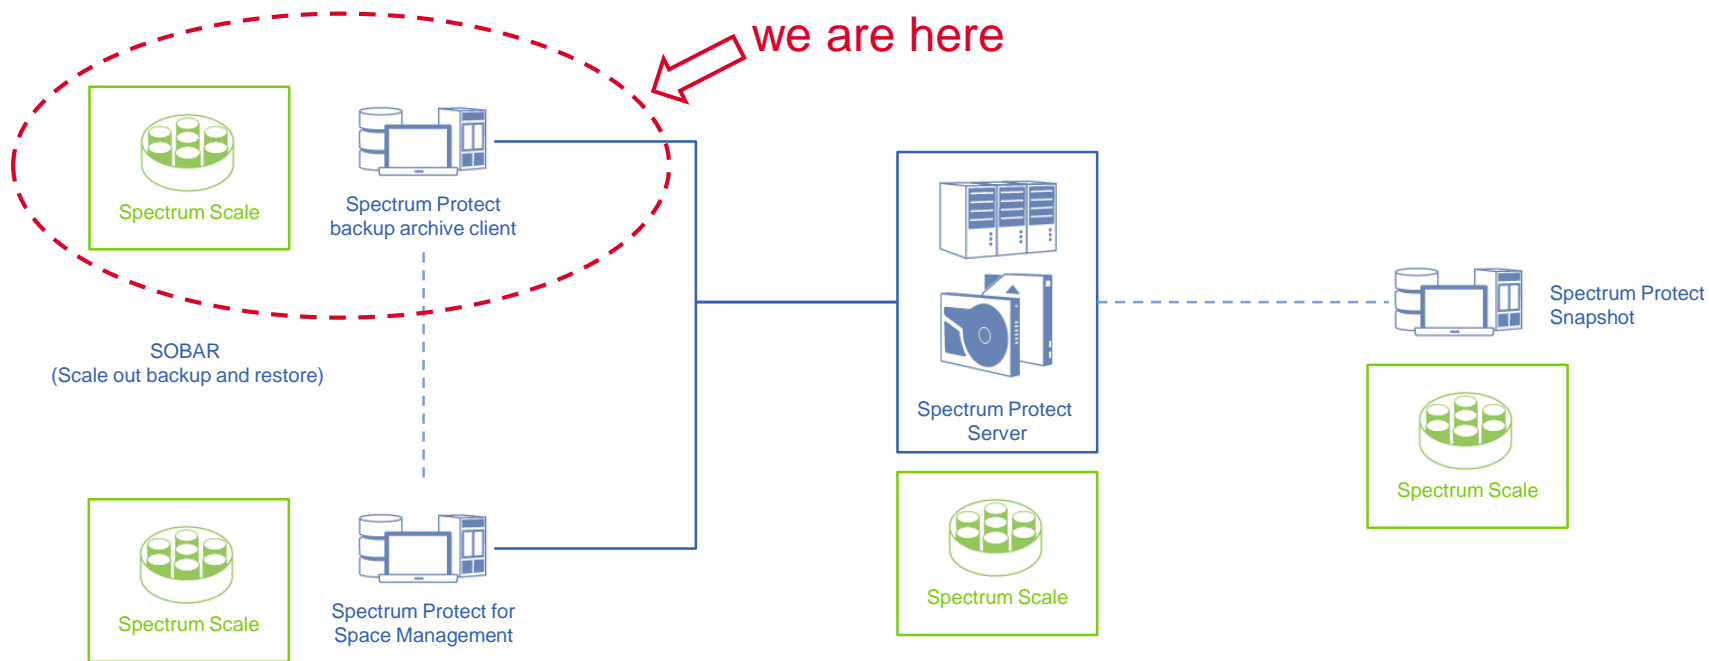 we are here
Spectrum Scale
Spectrum Protect
backup archive client
SOBAR
(Scale out backup and restore)
Spectrum Scale
Spectrum Protect for
Space Management
Spectrum Protect
Server
Spectrum Scale
Spectrum Protect
Snapshot
Spectrum Scale